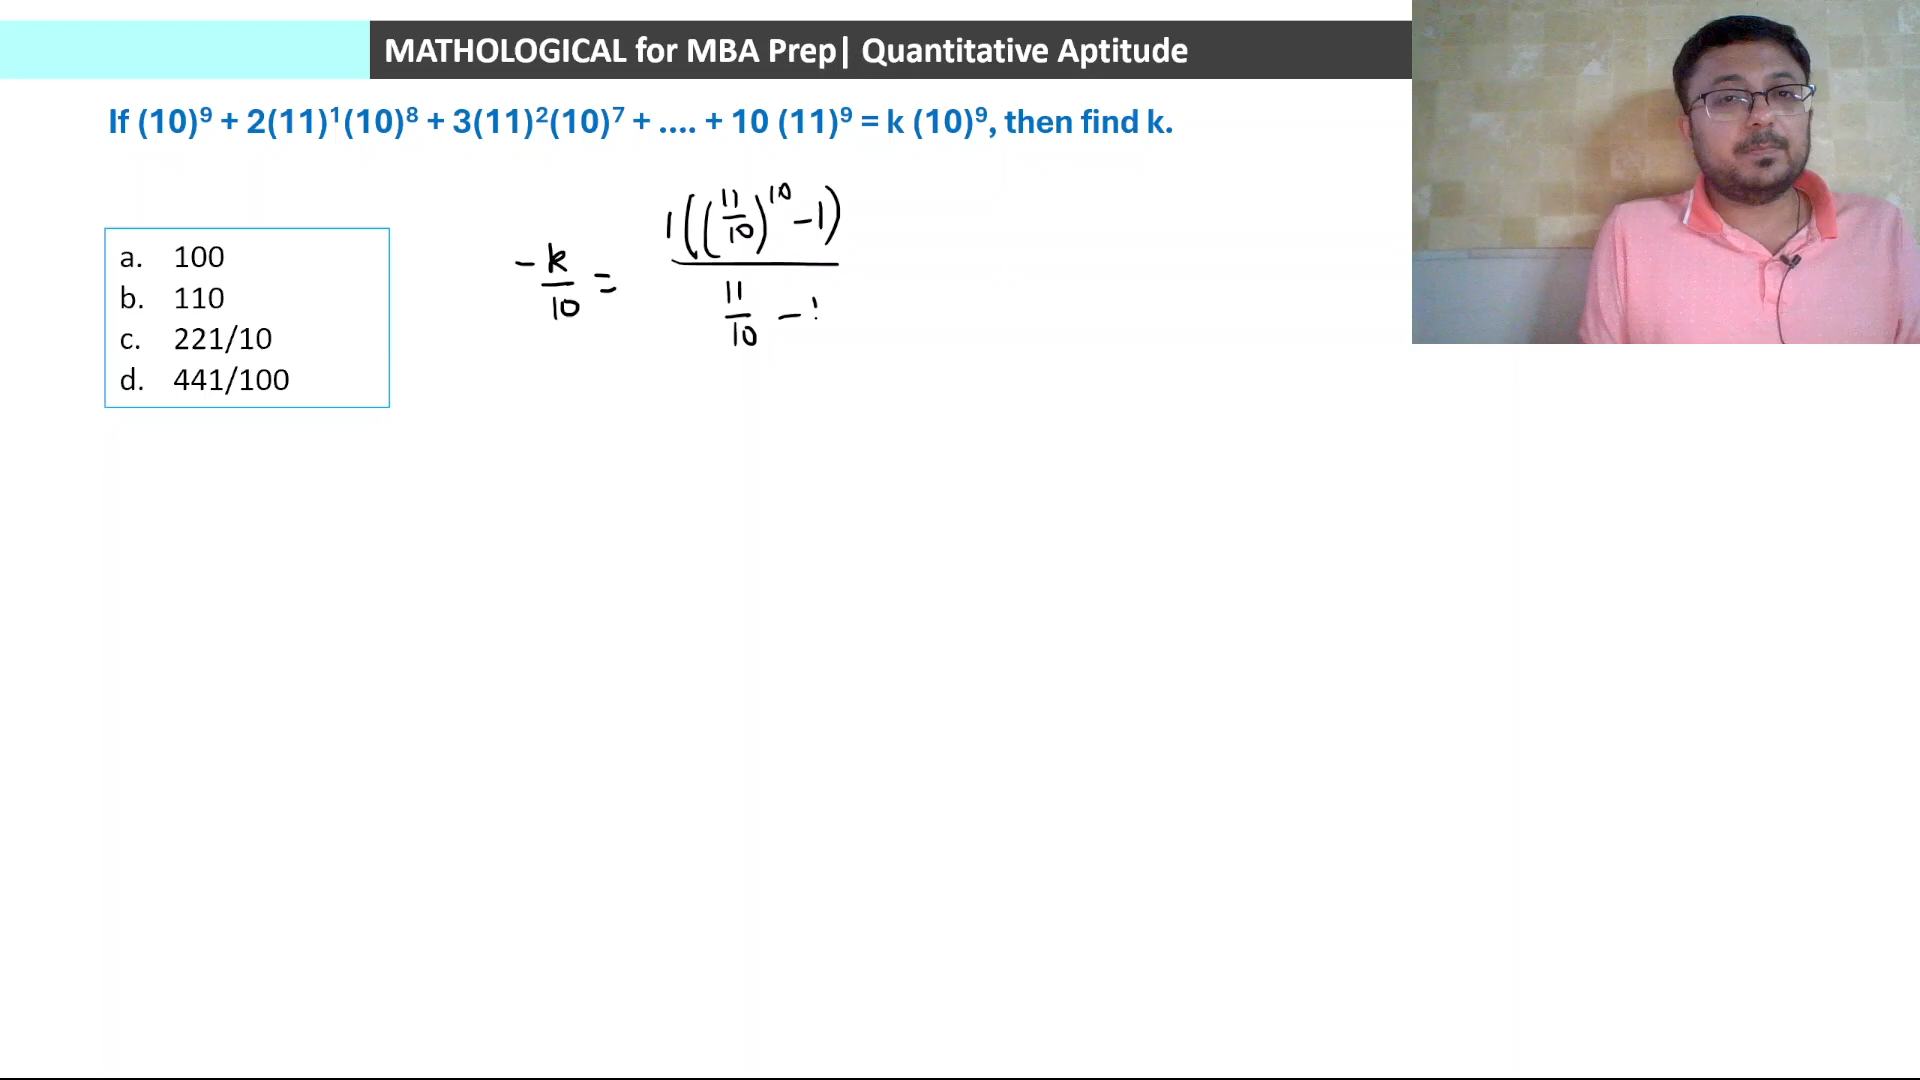 MATHOLOGICAL for MBA Prep| Quantitative Aptitude
If (10)⁹ + 2(11)¹(10)⁸ + 3(11)²(10)⁷ + .... + 10 (11)⁹ = k (10)⁹, then find k.
a. 100
b. 110
c. 221/10
d. 441/100
-k/10 = 1((11/10)¹⁰ - 1) / 11/10 -